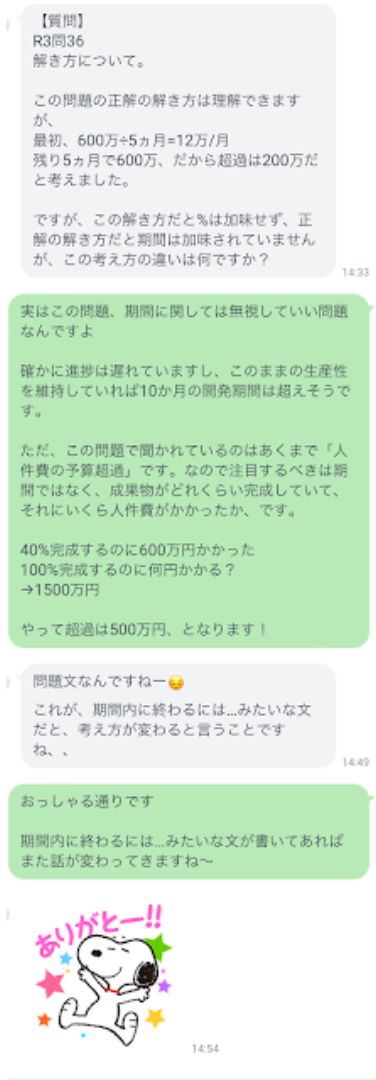 【質問】
R3問36
解き方について。
この問題の正解の解き方は理解できます
が、
最初、600万÷5ヵ月=12万/月
残り5ヵ月で600万、だから超過は200万だ
と考えました。
ですが、この解き方だと%は加味せず、正
解の解き方だと期間は加味されていません
が、この考え方の違いは何ですか？
14:33
実はこの問題、期間に関しては無視していい問題
なんですよ
確かに進捗は遅れていますし、このままの生産性
を維持していれば10か月の開発期間は超えそうで
す。
ただ、この問題で聞かれているのはあくまで「人
件費の予算超過」です。なので注目するべきは期
間ではなく、成果物がどれくらい完成していて、
それにいくら人件費がかかったか、です。
40%完成するのに600万円かかった
100%完成するのに何円かかる？
→1500万円
やって超過は500万円、となります！
問題文なんですねー😔
これが、期間内に終わるには…みたいな文
だと、考え方が変わると言うことです
ね、、
14:49
おっしゃる通りです
期間内に終わるには…みたいな文が書いてあれば
また話が変わってきますね〜
ありがとー!!
14:54